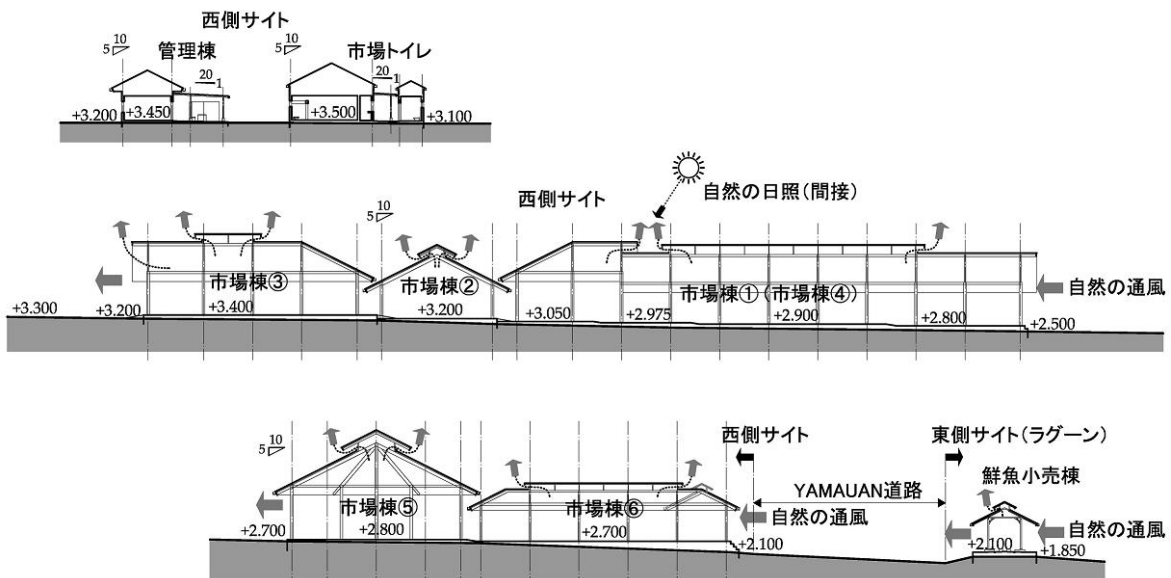 西側サイト
10
5
管理棟
20
1
10
5
市場トイレ
20
1
+3.200
+3.450
+3.500
+3.100
自然の日照(間接)
西側サイト
10
5
市場棟③
市場棟②
市場棟①(市場棟④)
自然の通風
+3.300
+3.200
+3.400
+3.200
+3.050
+2.975
+2.900
+2.800
+2.500
10
5
西側サイト
東側サイト(ラグーン)
鮮魚小売棟
YAMAUAN道路
市場棟⑤
市場棟⑥
自然の通風
自然の通風
+2.700
+2.800
+2.700
+2.100
+2.100
+1.850